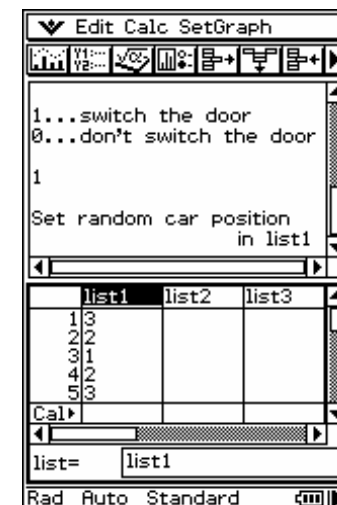 Edit Calc SetGraph
Y1:
Y2:
1...switch the door
0...don't switch the door
1
Set random car position
in list1
list1 list2 list3
1 3
2 2
3 1
4 2
5 3
Cal▶
list= list1
Rad Auto Standard